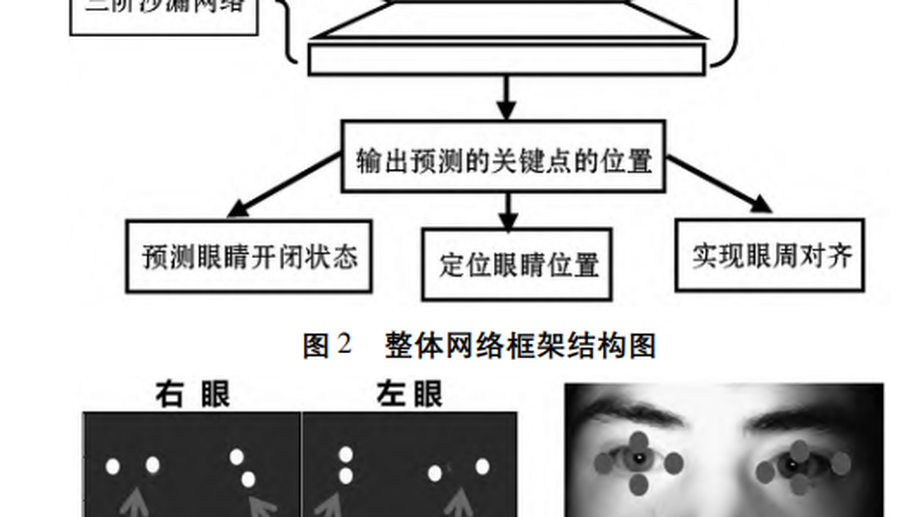 三阶沙漏网络
输出预测的关键点的位置
预测眼睛开闭状态
定位眼睛位置
实现眼周对齐
图2 整体网络框架结构图
右 眼
左 眼